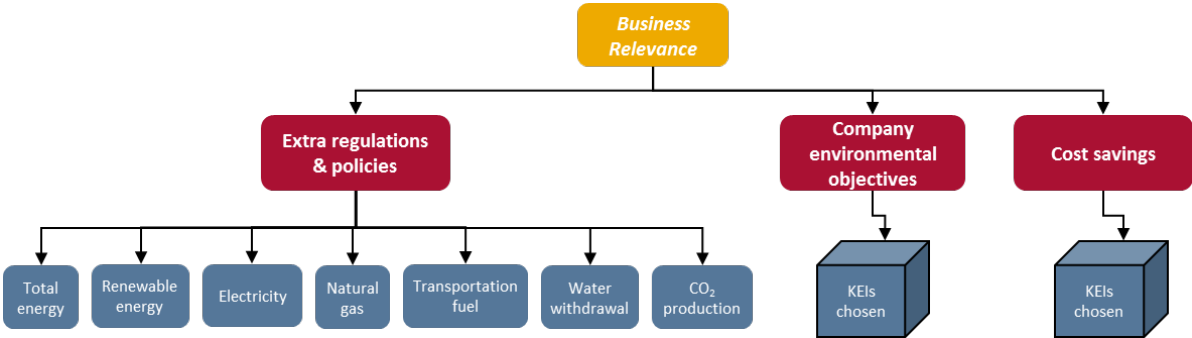 Business
Relevance
Extra regulations
& policies
Company
environmental
objectives
Cost savings
Total
energy
Renewable
energy
Electricity
Natural
gas
Transportation
fuel
Water
withdrawal
CO₂
production
KEIs
chosen
KEIs
chosen